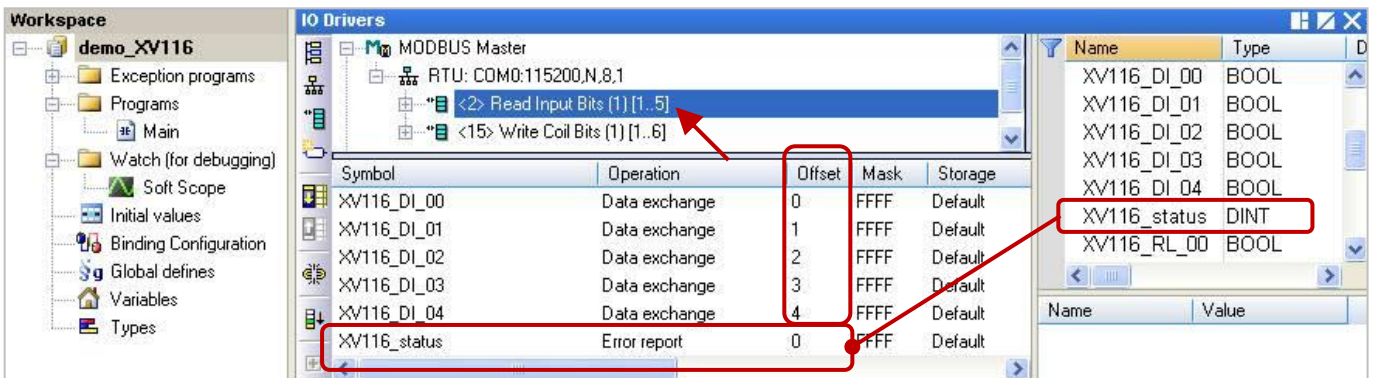 Workspace
demo_XV116
Exception programs
Programs
Main
Watch (for debugging)
Soft Scope
Initial values
Binding Configuration
Global defines
Variables
Types
IO Drivers
MODBUS Master
RTU: COM0:115200,N,8,1
<2> Read Input Bits (1) [1..5]
<15> Write Coil Bits (1) [1..6]
Symbol Operation Offset Mask Storage
XV116_DI_00 Data exchange 0 FFFF Default
XV116_DI_01 Data exchange 1 FFFF Default
XV116_DI_02 Data exchange 2 FFFF Default
XV116_DI_03 Data exchange 3 FFFF Default
XV116_DI_04 Data exchange 4 FFFF Default
XV116_status Error report 0 FFFF Default
Name Type D
XV116_DI_00 BOOL
XV116_DI_01 BOOL
XV116_DI_02 BOOL
XV116_DI_03 BOOL
XV116_DI_04 BOOL
XV116_status DINT
XV116_RL_00 BOOL
Name Value